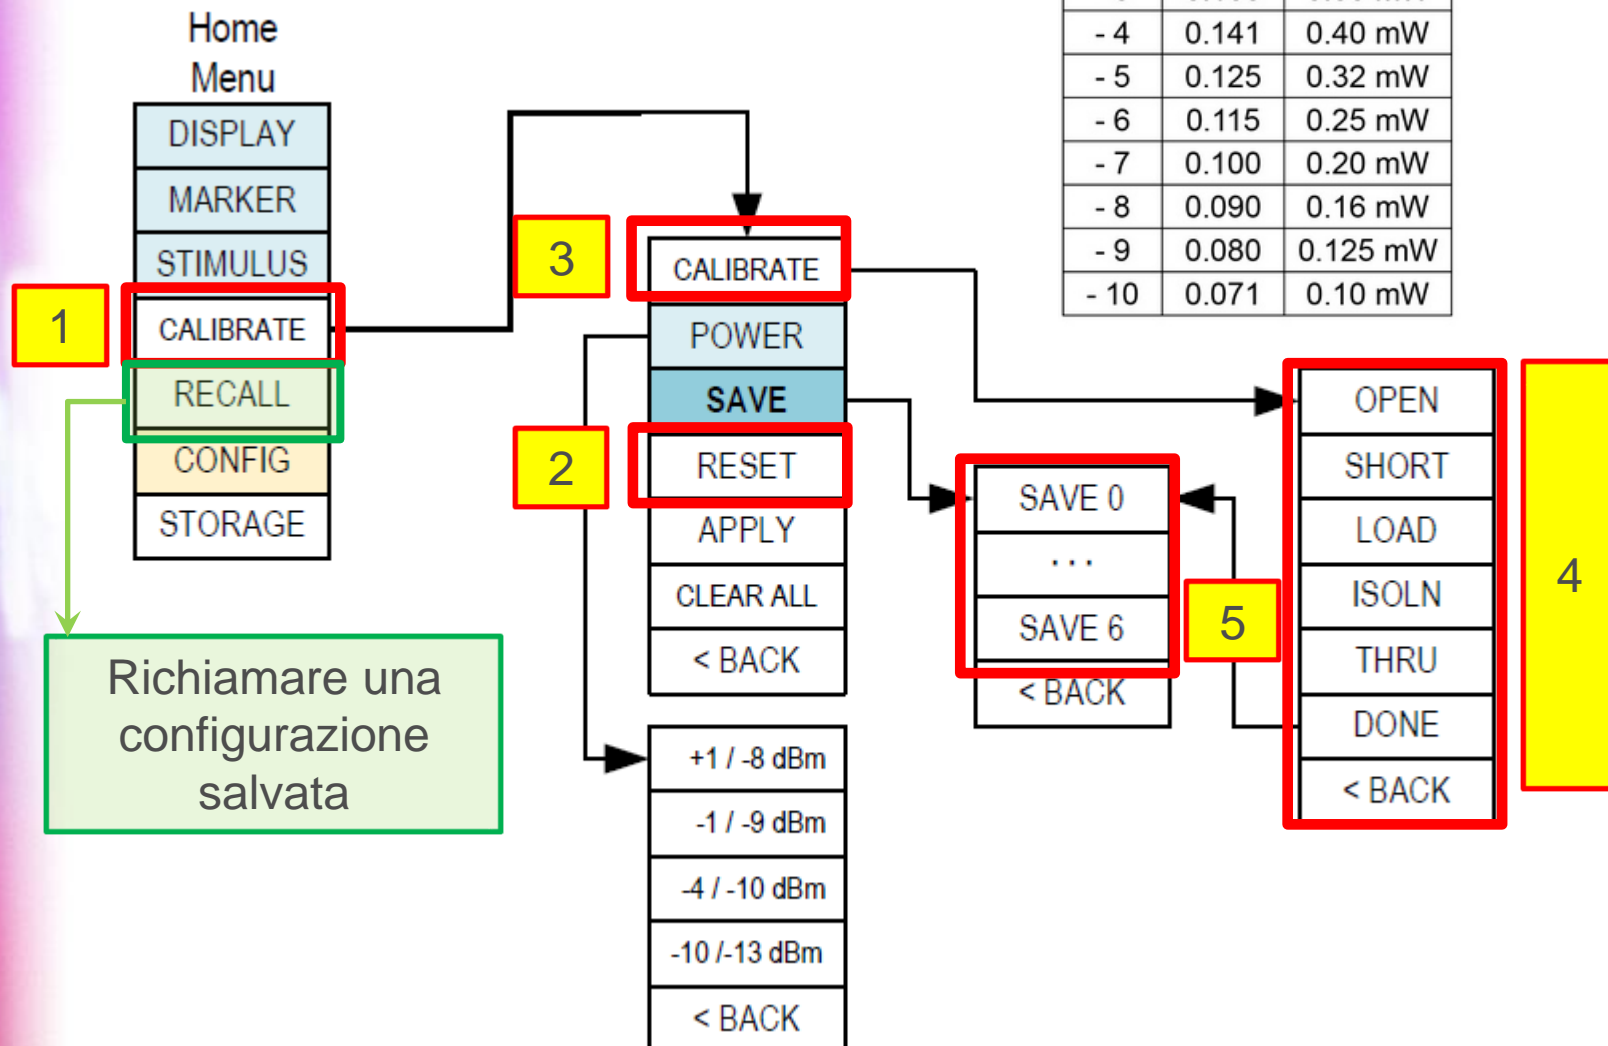 Home
Menu
DISPLAY
MARKER
STIMULUS
1
CALIBRATE
RECALL
CONFIG
STORAGE
Richiamare una
configurazione
salvata
3
CALIBRATE
POWER
SAVE
2
RESET
APPLY
CLEAR ALL
< BACK
+1 / -8 dBm
-1 / -9 dBm
-4 / -10 dBm
-10 /-13 dBm
< BACK
SAVE 0
...
SAVE 6
< BACK
5
- 4 0.141 0.40 mW
- 5 0.125 0.32 mW
- 6 0.115 0.25 mW
- 7 0.100 0.20 mW
- 8 0.090 0.16 mW
- 9 0.080 0.125 mW
- 10 0.071 0.10 mW
OPEN
SHORT
LOAD
ISOLN
THRU
DONE
< BACK
4